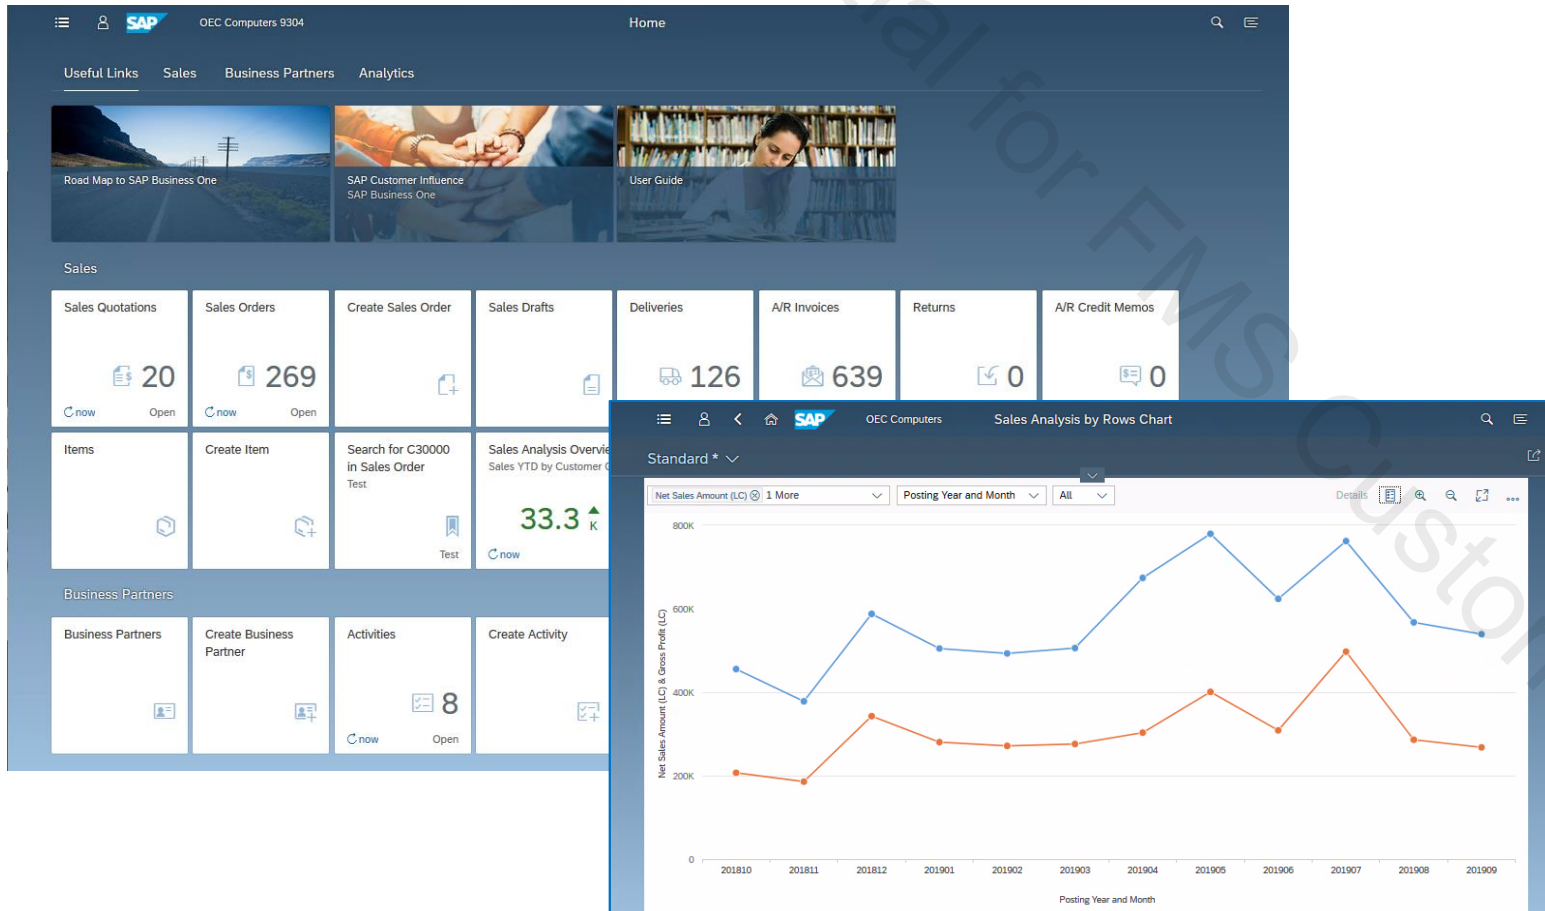 SAP OEC Computers 9304 Home
Useful Links Sales Business Partners Analytics
Road Map to SAP Business One
SAP Customer Influence
SAP Business One
User Guide
Sales
Sales Quotations
20
now Open
Sales Orders
269
now Open
Create Sales Order
Sales Drafts
Deliveries
126
A/R Invoices
639
Returns
0
A/R Credit Memos
$=
0
Items
Create Item
Search for C30000
in Sales Order
Test
Test
Sales Analysis Overvie
Sales YTD by Customer
33.3 K
now
Business Partners
Business Partners
Create Business
Partner
Activities
8
now Open
Create Activity
SAP OEC Computers Sales Analysis by Rows Chart
Standard *
Net Sales Amount (LC) 1 More Posting Year and Month All Details
Net Sales Amount (LC) & Gross Profit (LC)
800K
600K
400K
200K
0
201810 201811 201812 201901 201902 201903 201904 201905 201906 201907 201908 201909
Posting Year and Month
for FMS Custom